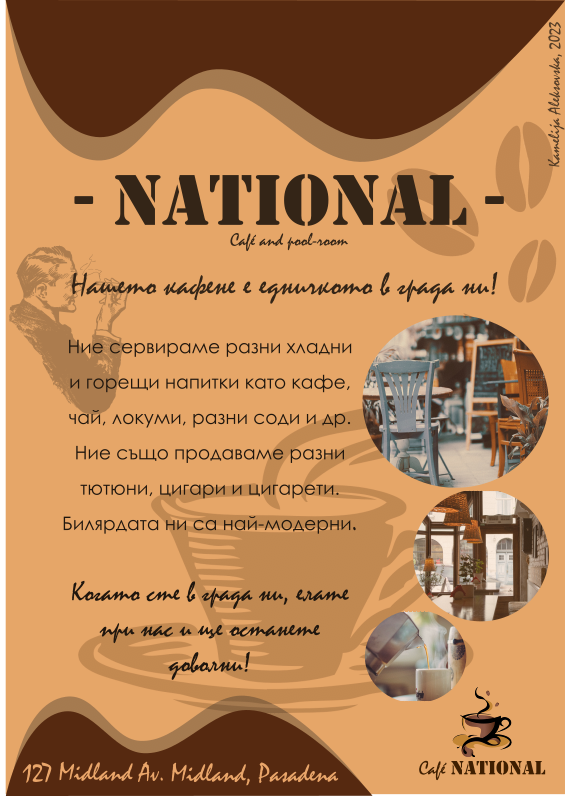 Kamelija Aleksovska, 2023
- NATIONAL -
Café and pool-room
Нашето кафене е едничкото в града ни!
Ние сервираме разни хладни
и горещи напитки като кафе,
чай, локуми, разни соди и др.
Ние също продаваме разни
тютюни, цигари и цигарети.
Билярдата ни са най-модерни.
Когато сте в града ни, елате
при нас и ще останете
доволни!
127 Midland Av. Midland, Pasadena
Café NATIONAL